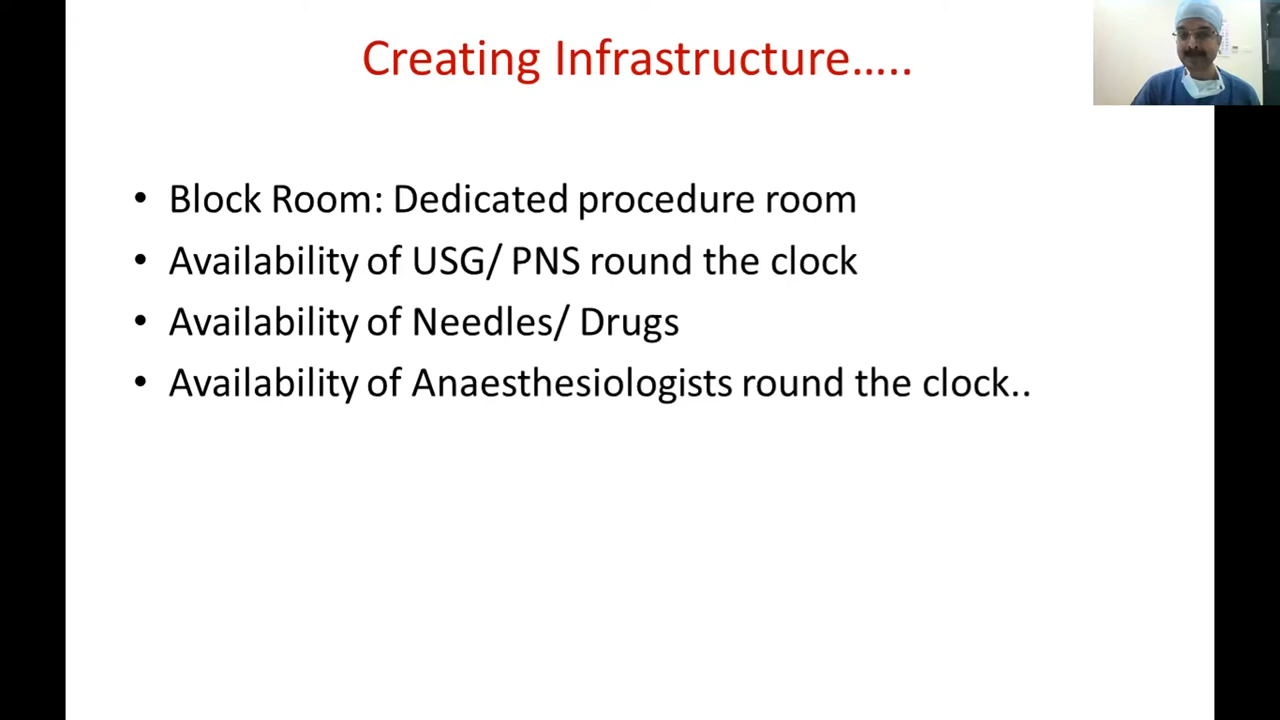 Creating Infrastructure.....
• Block Room: Dedicated procedure room
• Availability of USG/ PNS round the clock
• Availability of Needles/ Drugs
• Availability of Anaesthesiologists round the clock..